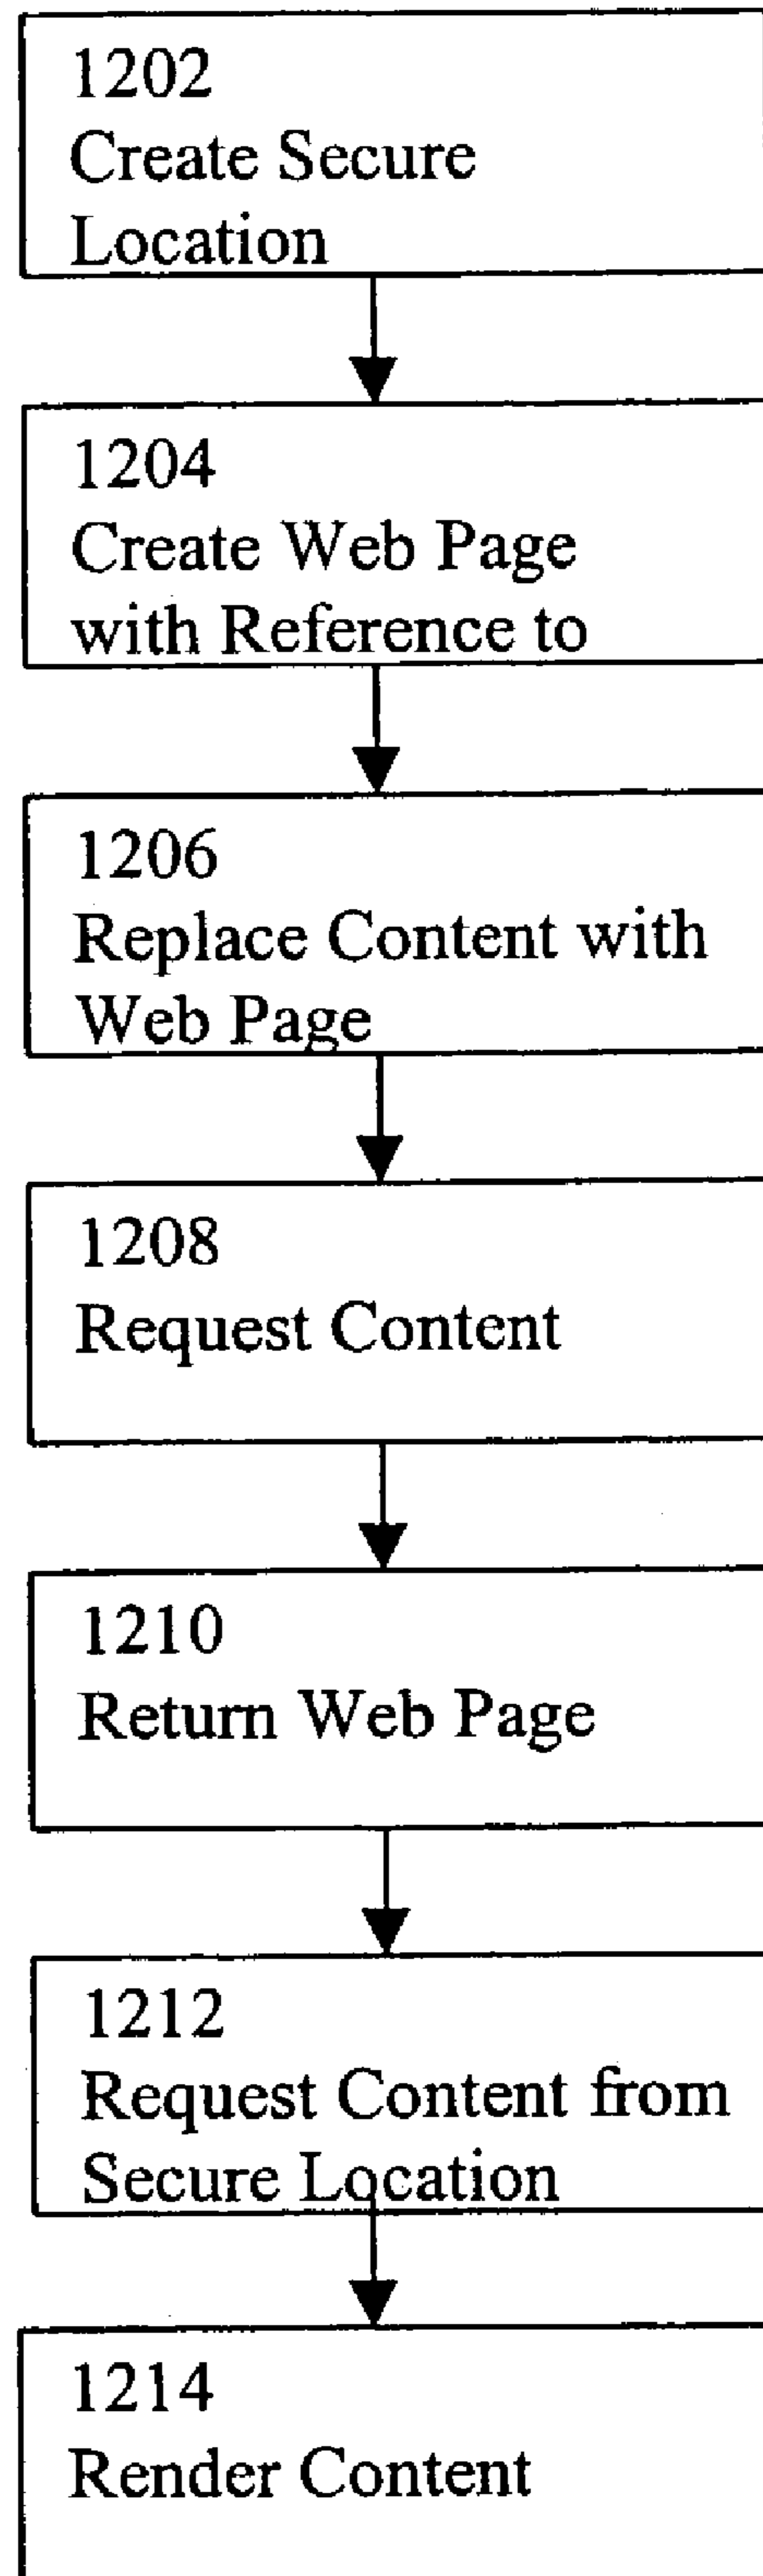 1202
Create Secure
Location
1204
Create Web Page
with Reference to
1206
Replace Content with
Web Page
1208
Request Content
1210
Return Web Page
1212
Request Content from
Secure Location
1214
Render Content